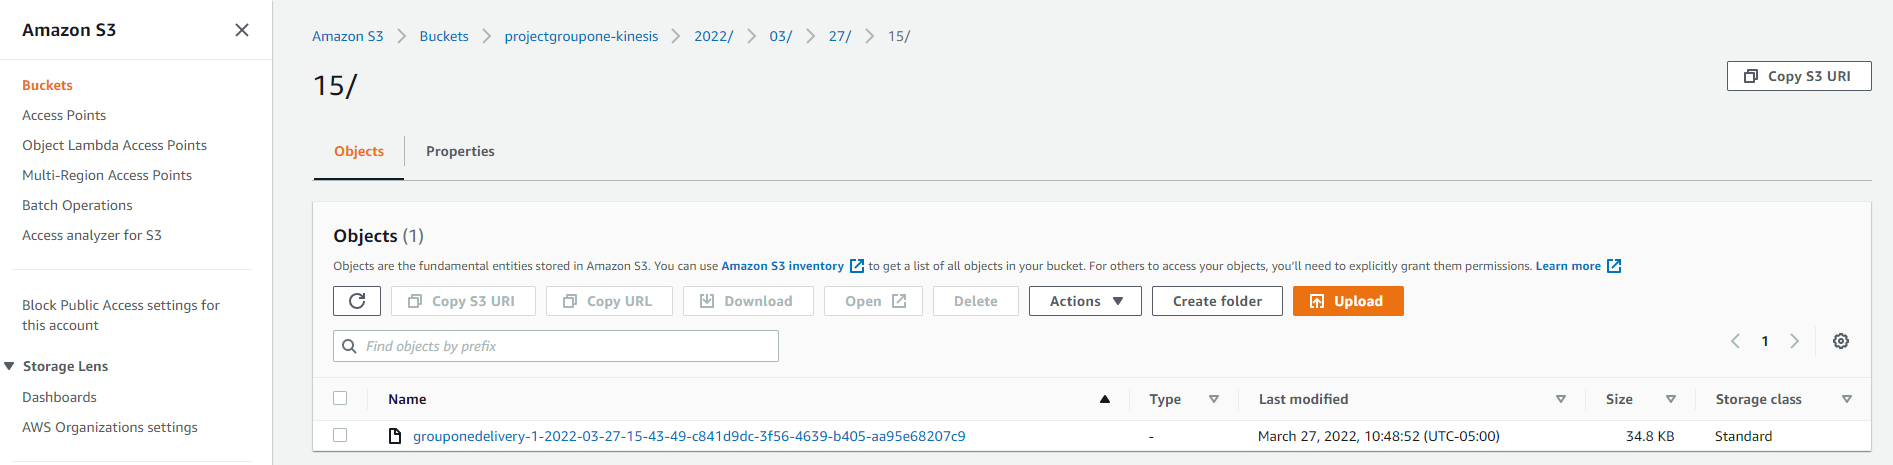 Amazon S3
Buckets
Access Points
Object Lambda Access Points
Multi-Region Access Points
Batch Operations
Access analyzer for S3
Block Public Access settings for
this account
Storage Lens
Dashboards
AWS Organizations settings
Amazon S3 Buckets projectgroupone-kinesis 2022/ 03/ 27/ 15/
15/
Copy S3 URI
Objects Properties
Objects (1)
Objects are the fundamental entities stored in Amazon S3. You can use Amazon S3 inventory to get a list of all objects in your bucket. For others to access your objects, you'll need to explicitly grant them permissions. Learn more
Copy S3 URI Copy URL Download Open Delete Actions Create folder Upload
Find objects by prefix
1
Name Type Last modified Size Storage class
grouponedelivery-1-2022-03-27-15-43-49-c841d9dc-3f56-4639-b405-aa95e68207c9 - March 27, 2022, 10:48:52 (UTC-05:00) 34.8 KB Standard